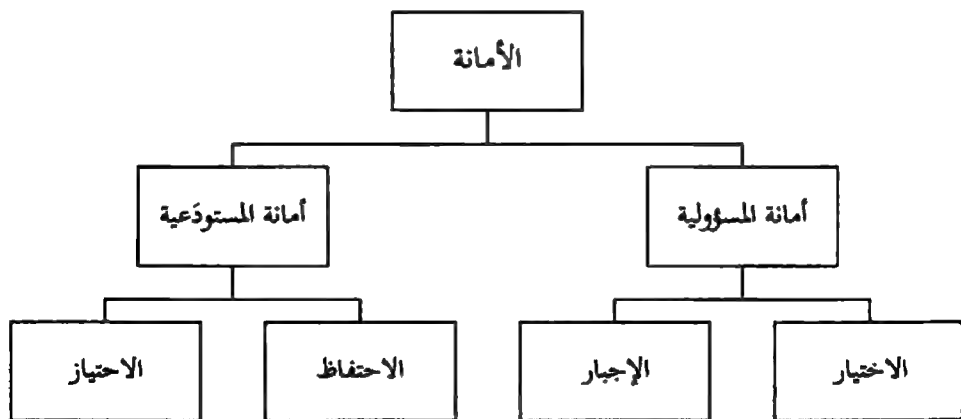 الأمانة
أمانة المسؤولية
أمانة المستودَعية
الاختيار
الإجبار
الاحتفاظ
الاحتياز